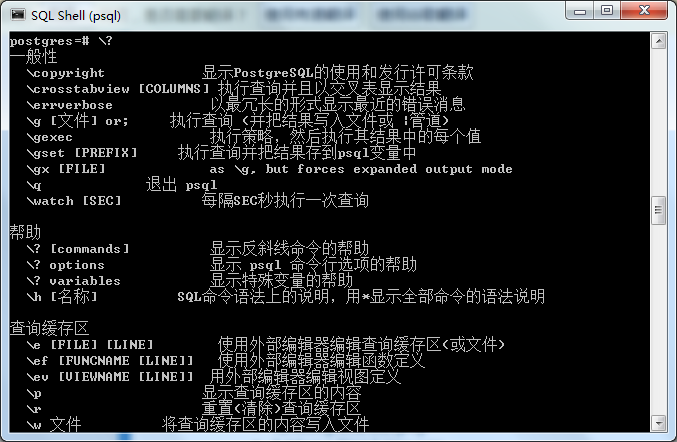 SQL Shell (psql)
postgres=# \?
一般性
\copyright 显示PostgreSQL的使用和发行许可条款
\crosstabview [COLUMNS] 执行查询并且以交叉表显示结果
\errverbose 以最冗长的形式显示最近的错误消息
\g [文件] or; 执行查询 (并把结果写入文件或 |管道)
\gexec 执行策略，然后执行其结果中的每个值
\gset [PREFIX] 执行查询并把结果存到psql变量中
\gx [FILE] as \g, but forces expanded output mode
\q 退出 psql
\watch [SEC] 每隔SEC秒执行一次查询
帮助
\? [commands] 显示反斜线命令的帮助
\? options 显示 psql 命令行选项的帮助
\? variables 显示特殊变量的帮助
\h [名称] SQL命令语法上的说明，用*显示全部命令的语法说明
查询缓存区
\e [FILE] [LINE] 使用外部编辑器编辑查询缓存区(或文件)
\ef [FUNCNAME [LINE]] 使用外部编辑器编辑函数定义
\ev [VIEWNAME [LINE]] 用外部编辑器编辑视图定义
\p 显示查询缓存区的内容
\r 重置(清除)查询缓存区
\w 文件 将查询缓存区的内容写入文件